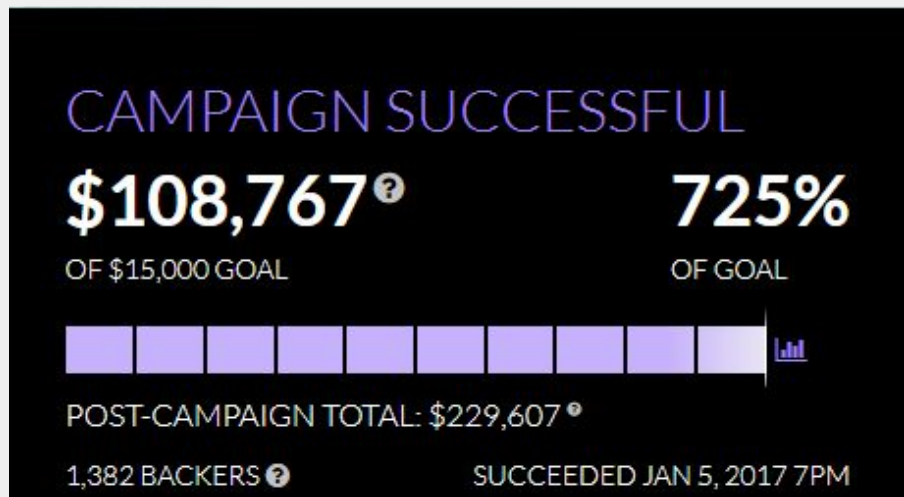 CAMPAIGN SUCCESSFUL
$108,767 ? 725%
OF $15,000 GOAL OF GOAL
POST-CAMPAIGN TOTAL: $229,607 ?
1,382 BACKERS ? SUCCEEDED JAN 5, 2017 7PM